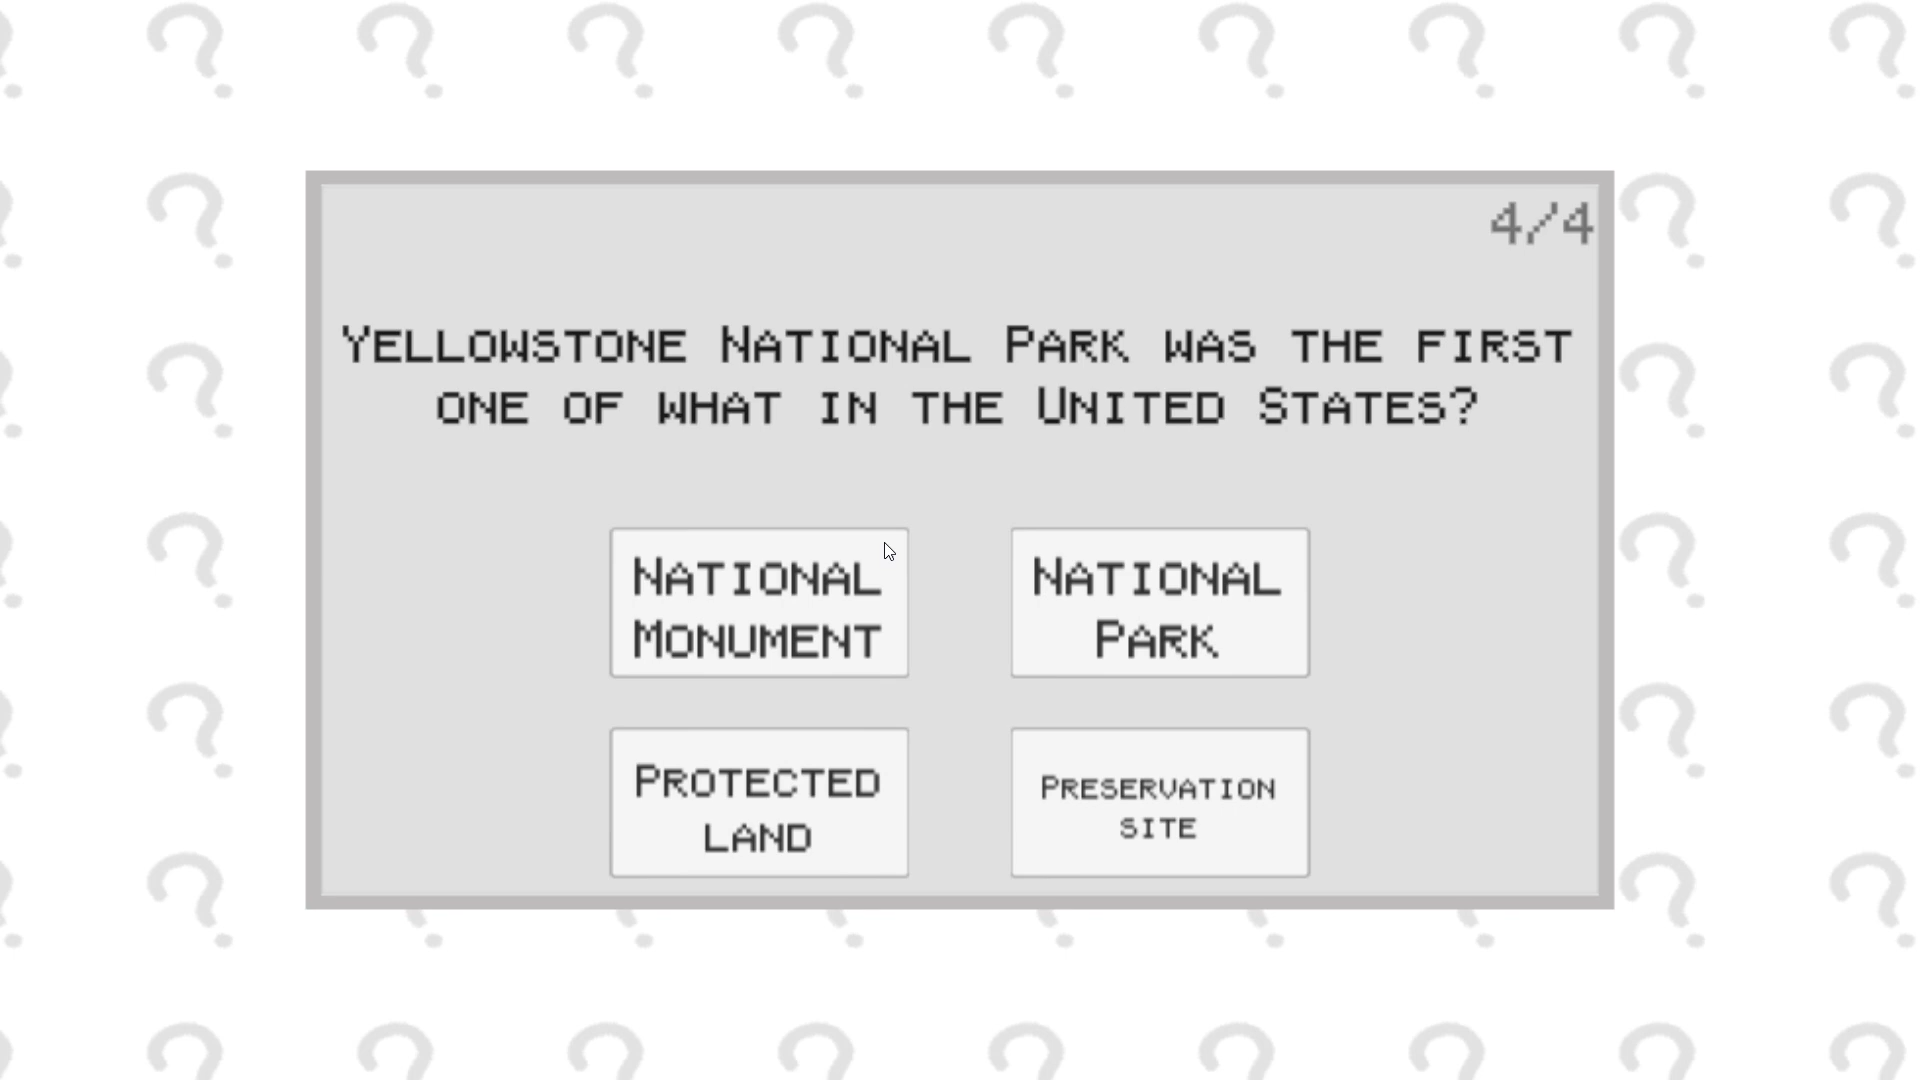 4/4
Yellowstone National Park was the first
one of what in the United States?
National
Monument
National
Park
Protected
land
Preservation
site